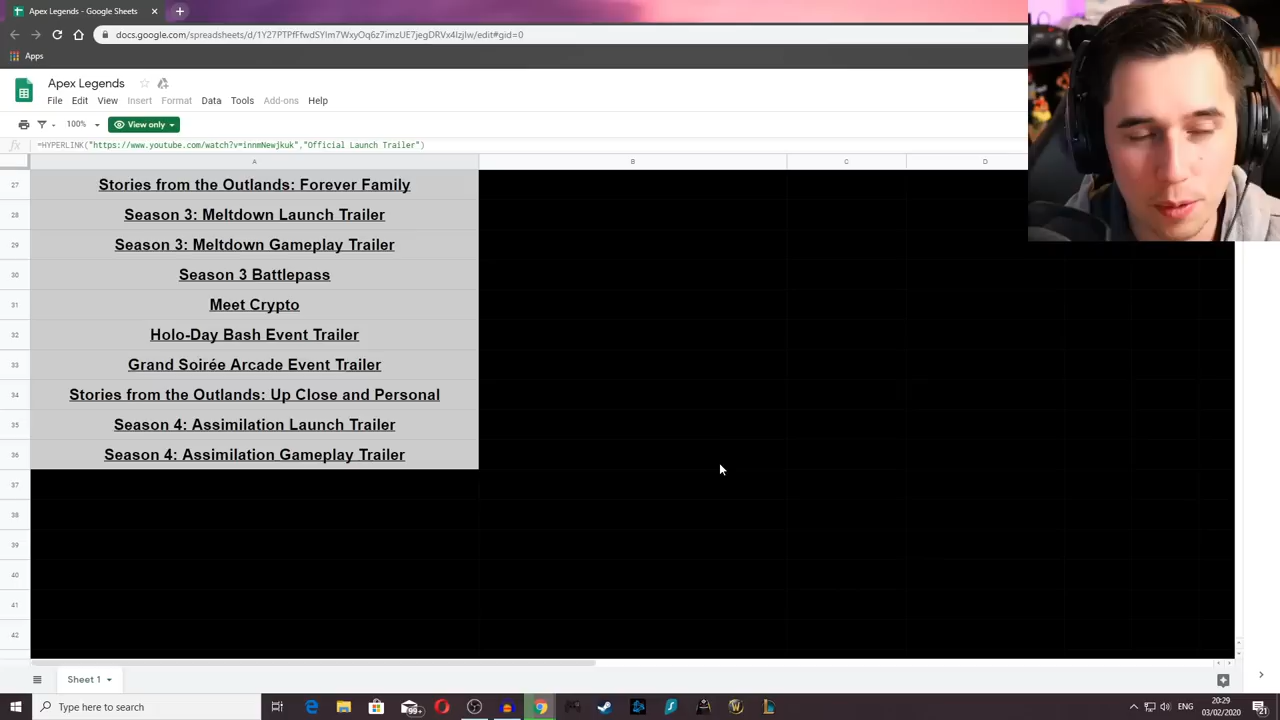 Apex Legends - Google Sheets
docs.google.com/spreadsheets/d/1Y27PTPfFfwdSYIm7WxyOq6z7imzUE7jegDRVx4lzjlw/edit#gid=0
Apps
Apex Legends
File Edit View Insert Format Data Tools Add-ons Help
100% View only
fx =HYPERLINK("https://www.youtube.com/watch?v=innmNewjkuk","Official Launch Trailer")
A B C D
27 Stories from the Outlands: Forever Family
28 Season 3: Meltdown Launch Trailer
29 Season 3: Meltdown Gameplay Trailer
30 Season 3 Battlepass
31 Meet Crypto
32 Holo-Day Bash Event Trailer
33 Grand Soirée Arcade Event Trailer
34 Stories from the Outlands: Up Close and Personal
35 Season 4: Assimilation Launch Trailer
36 Season 4: Assimilation Gameplay Trailer
37
38
39
40
41
42
Sheet 1
Type here to search
99+
ENG
20:29
03/02/2020
21